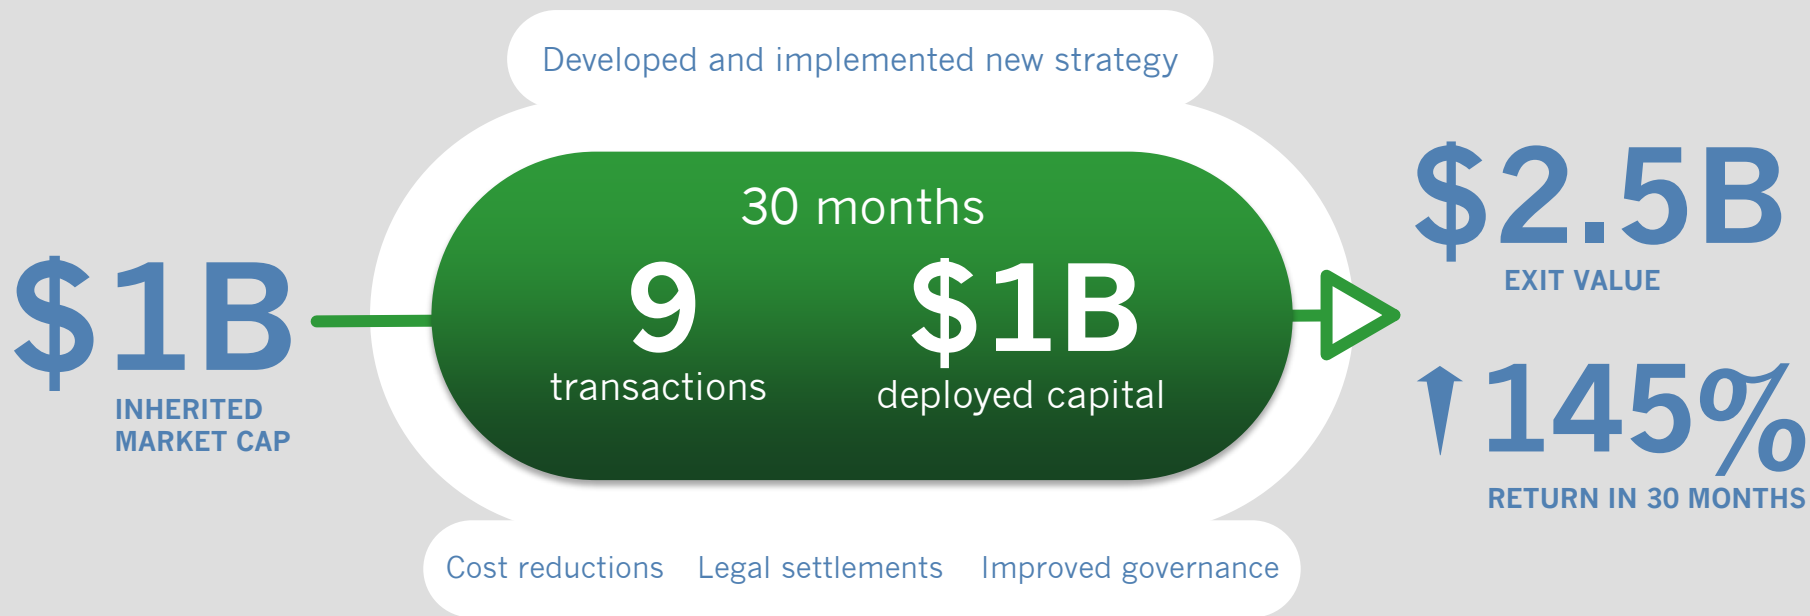 Developed and implemented new strategy
$1B
INHERITED
MARKET CAP
30 months
9
transactions
$1B
deployed capital
$2.5B
EXIT VALUE
145%
RETURN IN 30 MONTHS
Cost reductions Legal settlements Improved governance